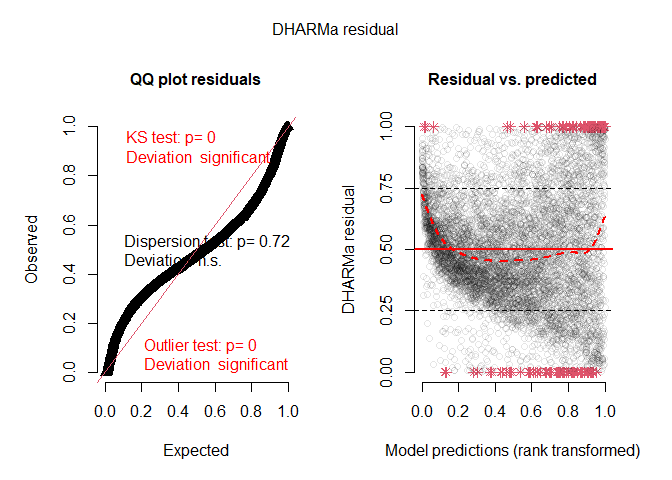 DHARMa residual
QQ plot residuals
KS test: p= 0
Deviation significant
Dispersion test: p= 0.72
Deviation n.s.
Outlier test: p= 0
Deviation significant
Observed
0.0 0.2 0.4 0.6 0.8 1.0
0.0 0.2 0.4 0.6 0.8 1.0
Expected
Residual vs. predicted
DHARMa residual
0.00 0.25 0.50 0.75 1.00
0.0 0.2 0.4 0.6 0.8 1.0
Model predictions (rank transformed)